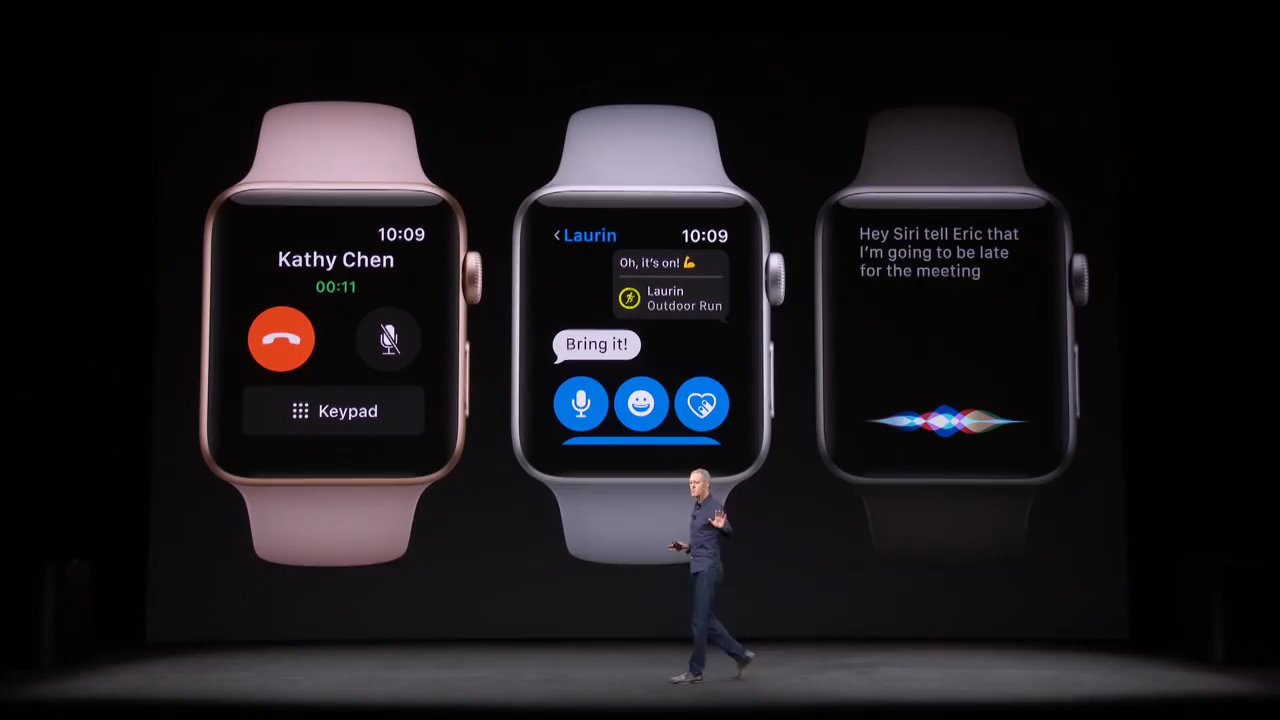 10:09
Kathy Chen
00:11
Keypad
Laurin
10:09
Oh, it's on! 💪
Laurin
Outdoor Run
Bring it!
Hey Siri tell Eric that
I'm going to be late
for the meeting